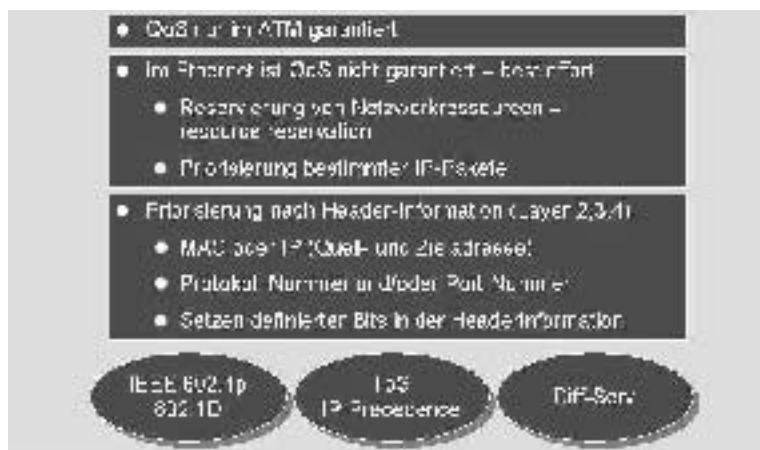 QoS nur im ATM garantiert
Im Ethernet ist QoS nicht garantiert – best effort
Reservierung von Netzwerkressourcen –
resource reservation
Priorisierung bestimmter IP-Pakete
Priorisierung nach Header-Information (Layer 2,3,4)
MAC oder IP (Quell- und Zieladresse)
Protokoll Nummer und/oder Port Nummer
Setzen definierter Bits in der Headerinformation
IEEE 802.1p
802.1D
ToS
IP Precedence
Diff-Serv